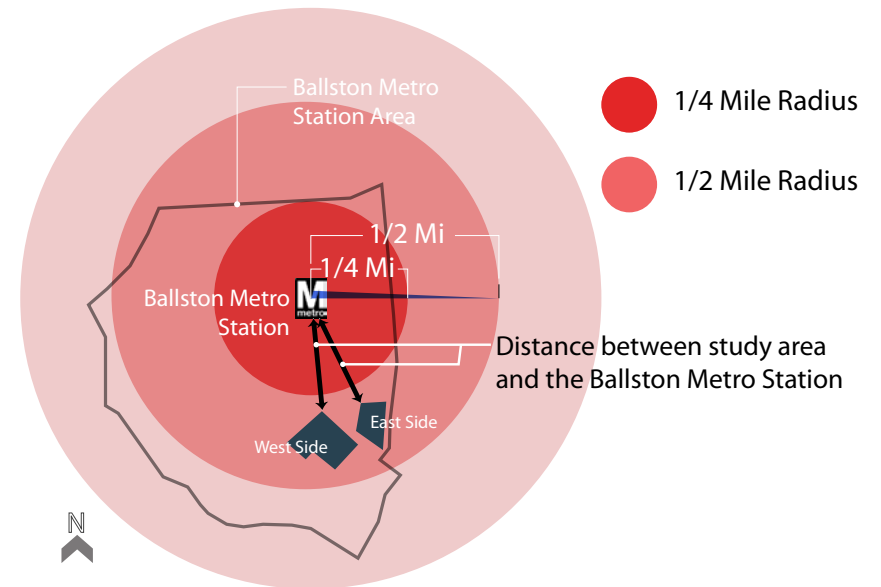 Ballston Metro
Station Area
1/4 Mile Radius
1/2 Mile Radius
1/2 Mi
1/4 Mi
Ballston Metro
Station
M
metro
Distance between study area
and the Ballston Metro Station
East Side
West Side
N